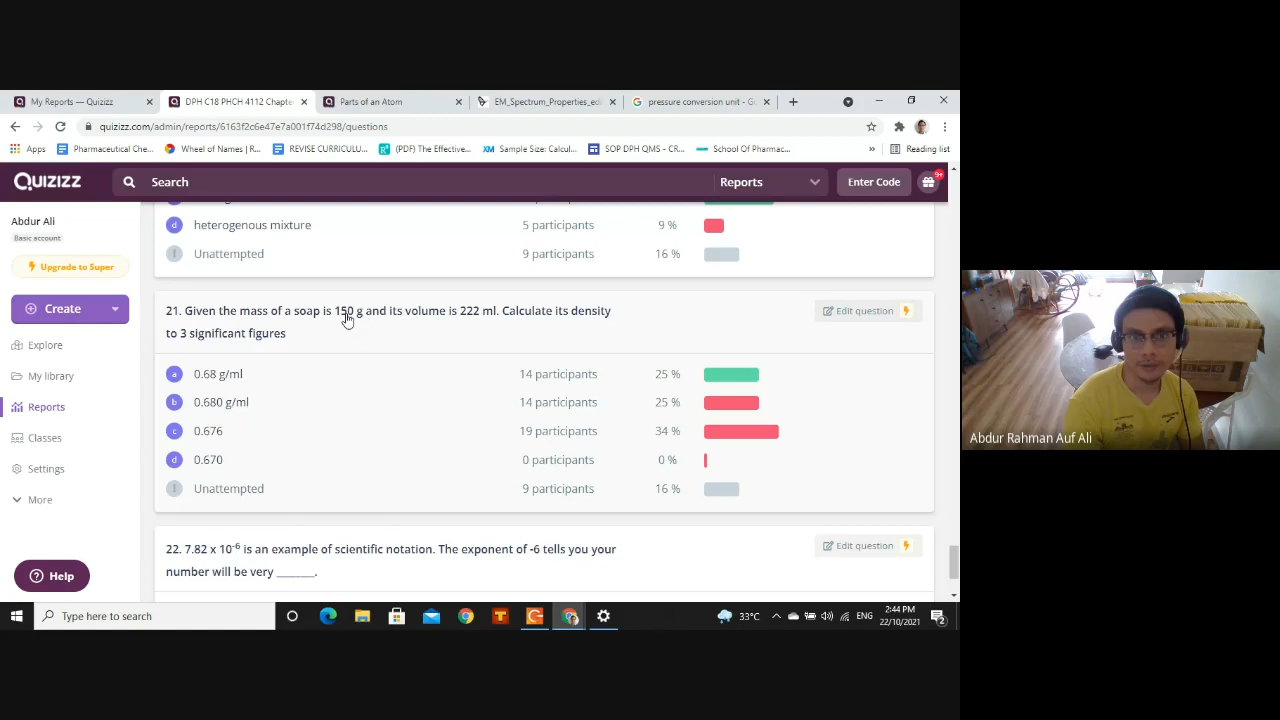 My Reports — Quizizz
DPH C18 PHCH 4112 Chapte
Parts of an Atom
EM_Spectrum_Properties_edi
pressure conversion unit - G
quizizz.com/admin/reports/6163f2c6e47e7a001f74d298/questions
Apps
Pharmaceutical Che...
Wheel of Names | R...
REVISE CURRICULU...
(PDF) The Effective...
XM Sample Size: Calcul...
SOP DPH QMS - CR...
School Of Pharmac...
»
Reading list
QUIZIZZ
Search
Reports
Enter Code
9+
Abdur Ali
Basic account
Upgrade to Super
Create
Explore
My library
Reports
Classes
Settings
More
Help
d heterogenous mixture 5 participants 9 %
Unattempted 9 participants 16 %
21. Given the mass of a soap is 150 g and its volume is 222 ml. Calculate its density
to 3 significant figures
Edit question
a 0.68 g/ml 14 participants 25 %
b 0.680 g/ml 14 participants 25 %
c 0.676 19 participants 34 %
d 0.670 0 participants 0 %
Unattempted 9 participants 16 %
22. 7.82 x 10⁻⁶ is an example of scientific notation. The exponent of -6 tells you your
number will be very _______.
Edit question
Abdur Rahman Auf Ali
Type here to search
33°C
ENG
2:44 PM
22/10/2021
2